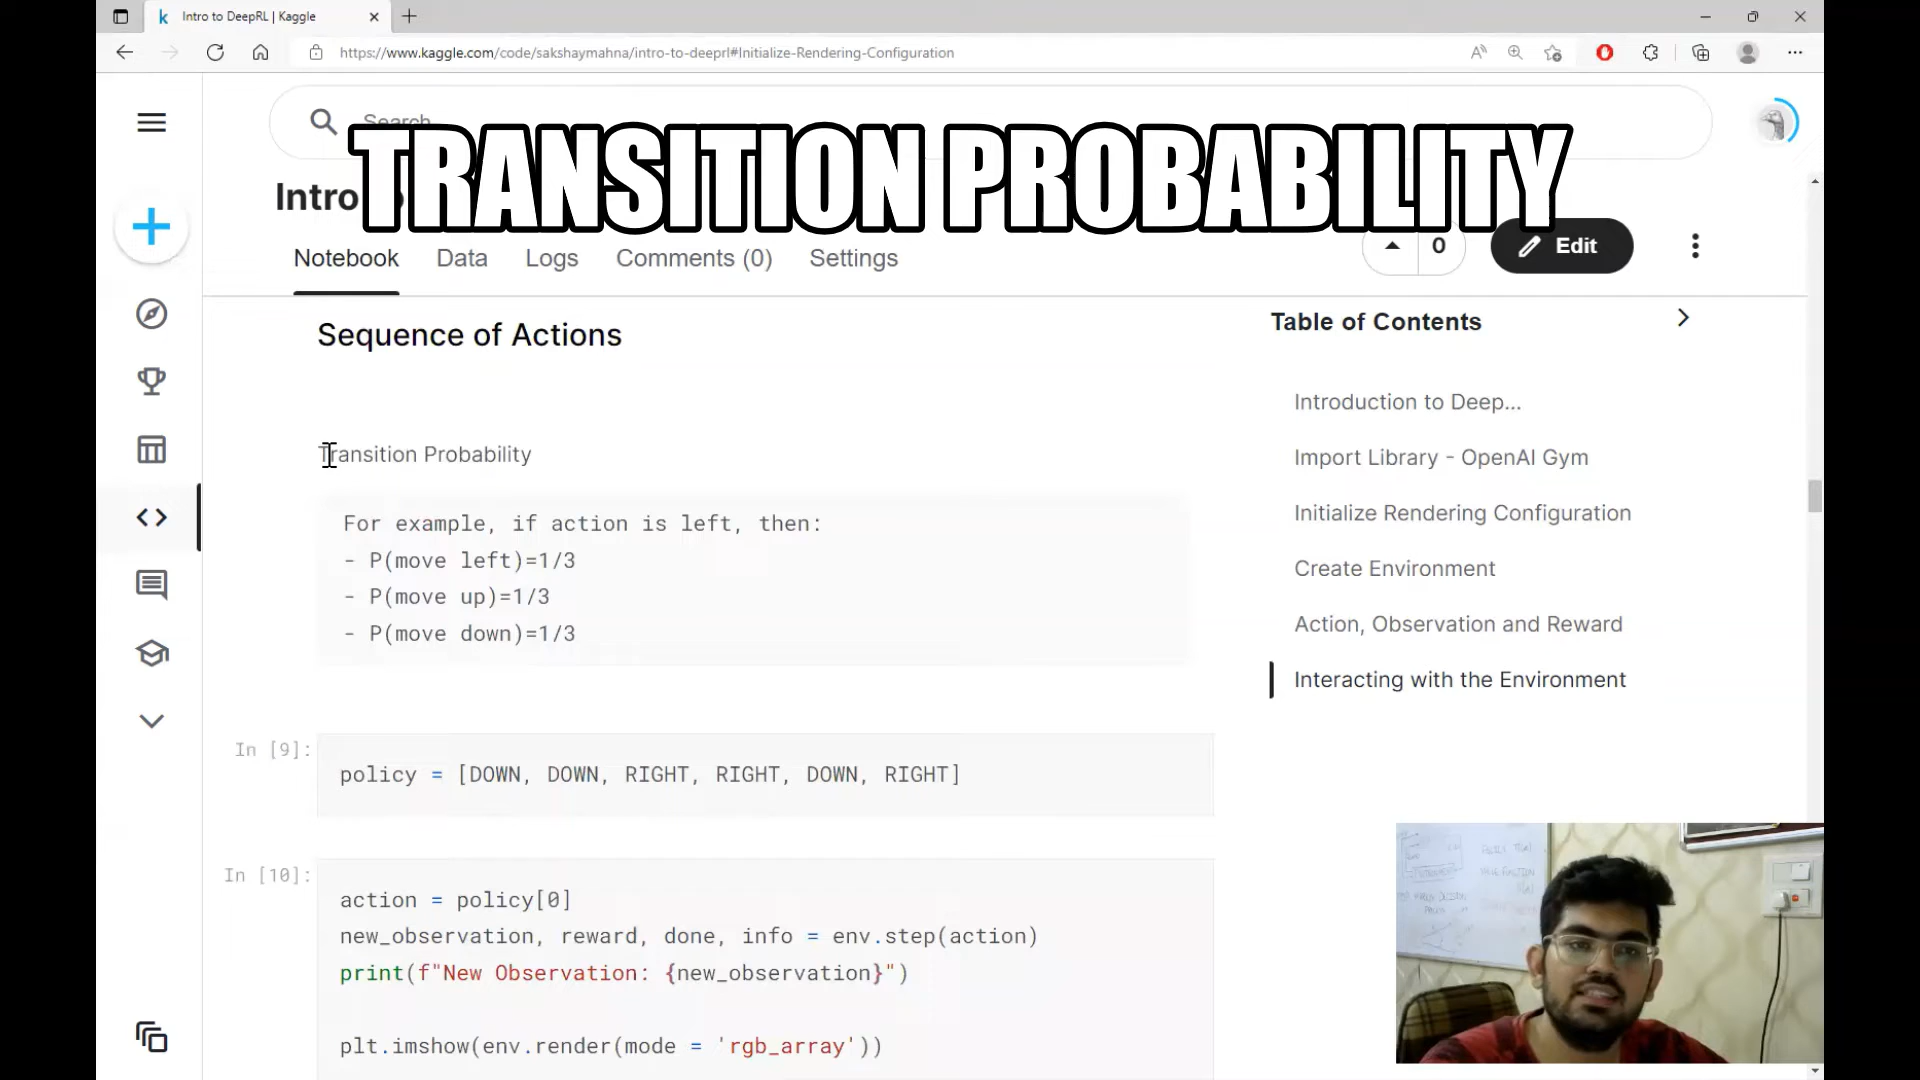 Intro to DeepRL | Kaggle
https://www.kaggle.com/code/sakshaymahna/intro-to-deeprl#Initialize-Rendering-Configuration
Search
TRANSITION PROBABILITY
Intro
Notebook
Data
Logs
Comments (0)
Settings
0
Edit
Sequence of Actions
Transition Probability
For example, if action is left, then:
- P(move left)=1/3
- P(move up)=1/3
- P(move down)=1/3
In [9]:
policy = [DOWN, DOWN, RIGHT, RIGHT, DOWN, RIGHT]
In [10]:
action = policy[0]
new_observation, reward, done, info = env.step(action)
print(f"New Observation: {new_observation}")
plt.imshow(env.render(mode = 'rgb_array'))
Table of Contents
Introduction to Deep...
Import Library - OpenAI Gym
Initialize Rendering Configuration
Create Environment
Action, Observation and Reward
Interacting with the Environment